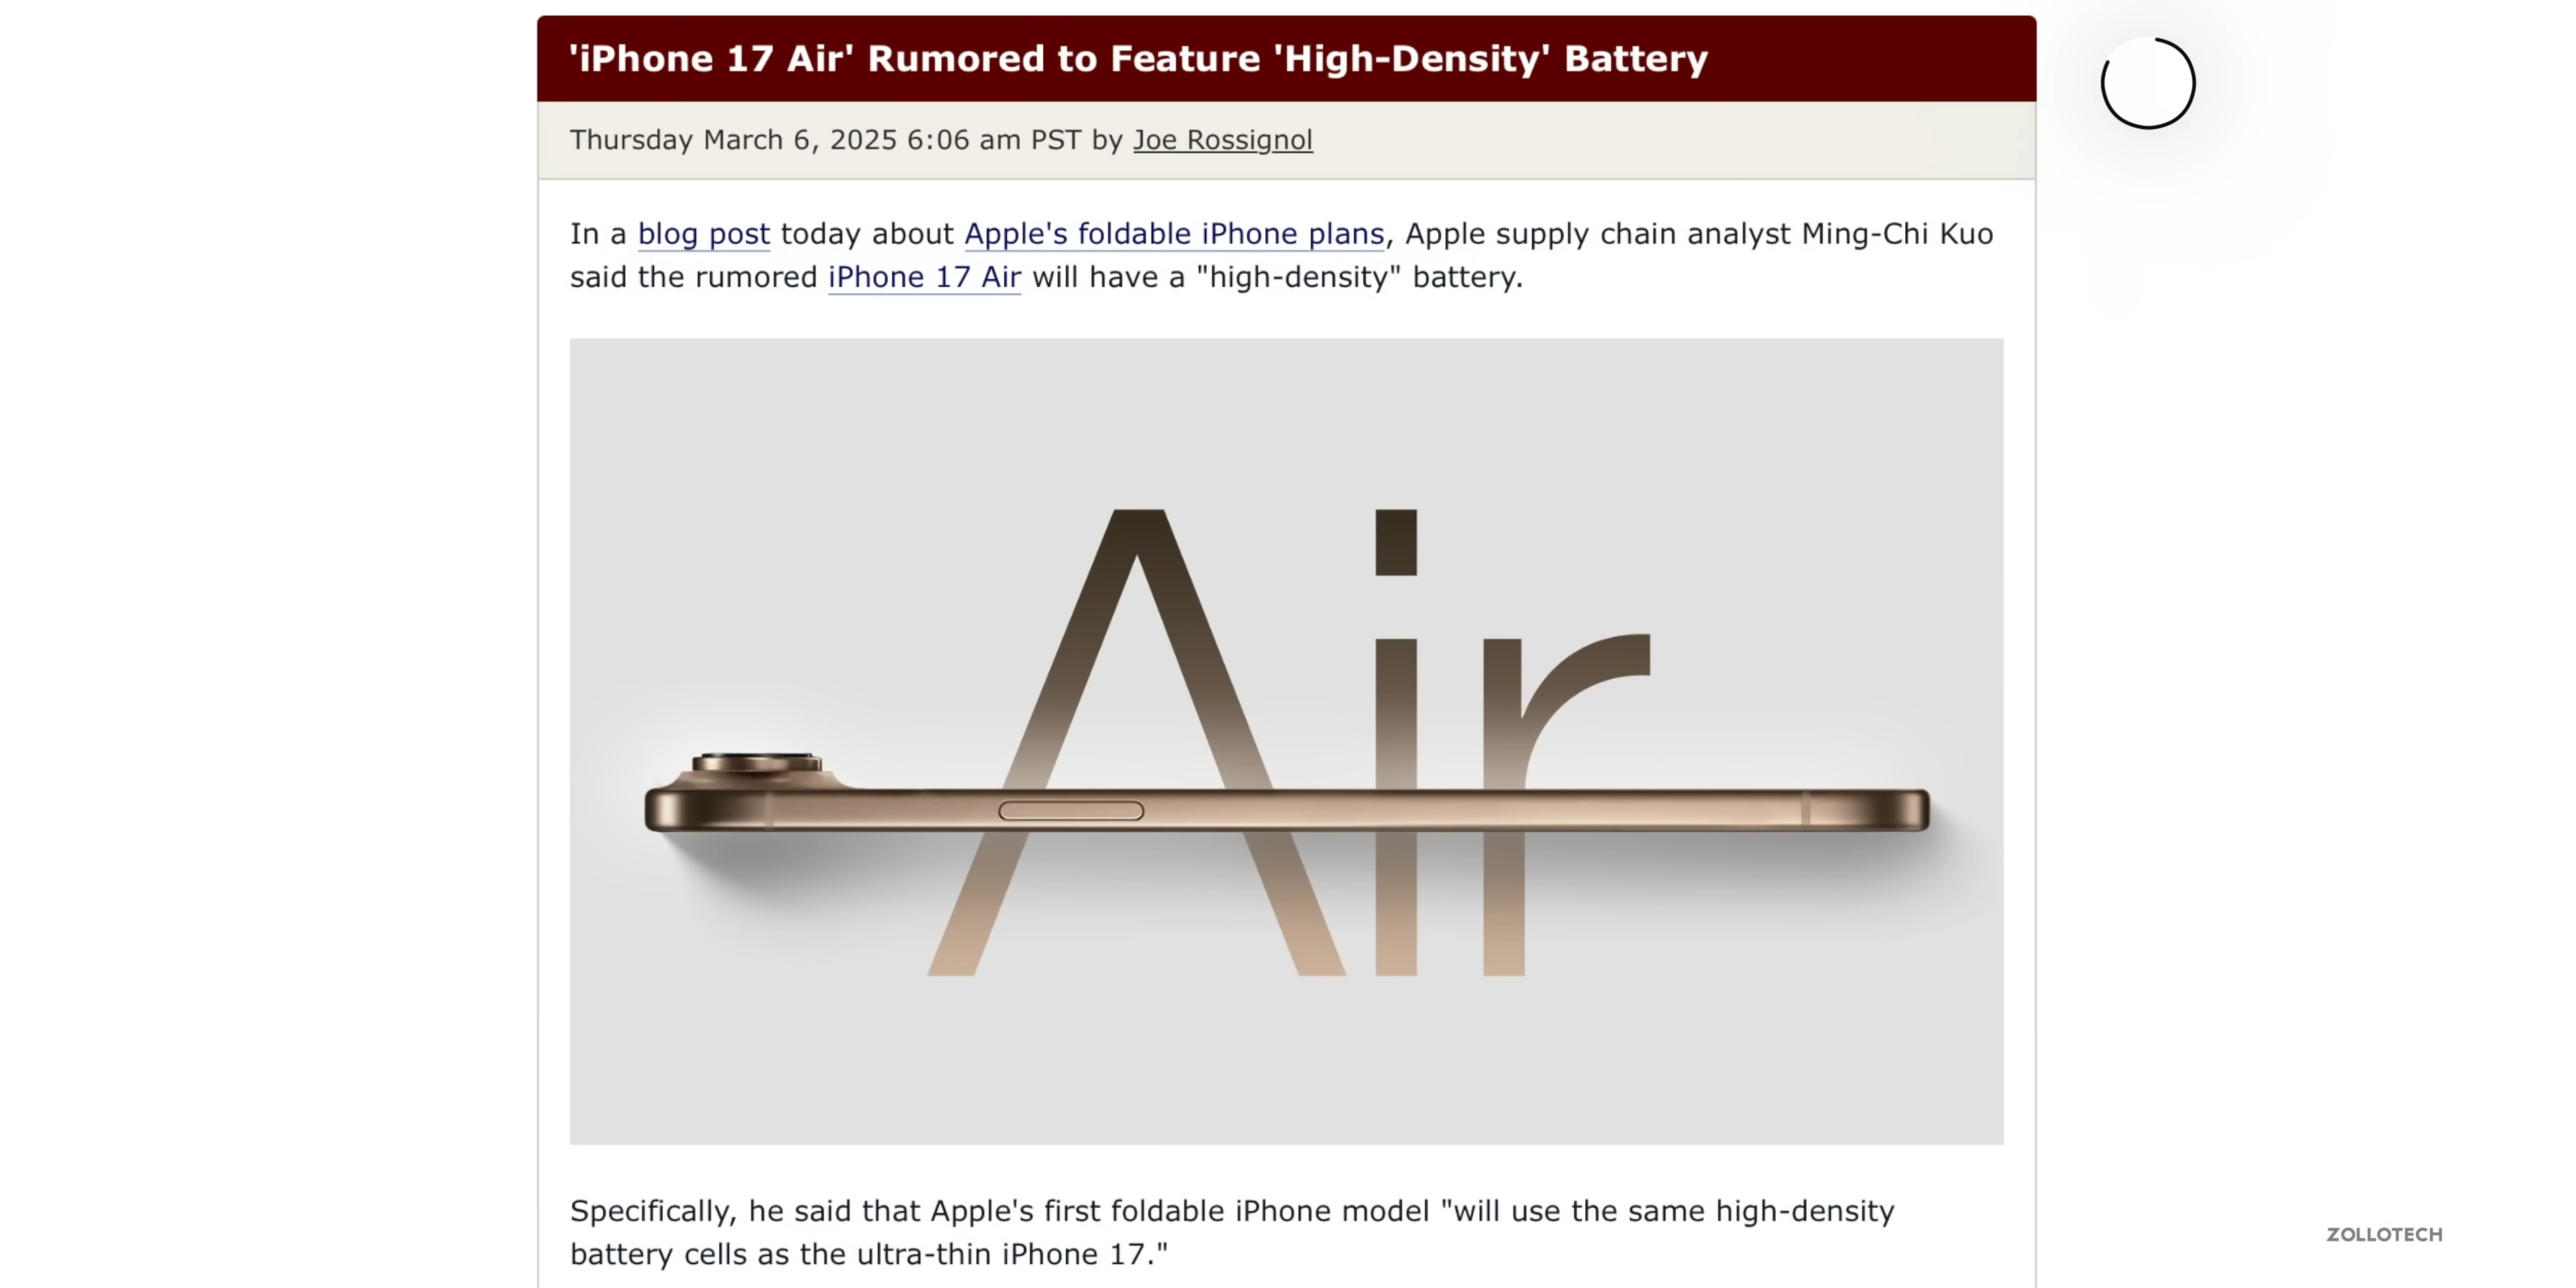 'iPhone 17 Air' Rumored to Feature 'High-Density' Battery
Thursday March 6, 2025 6:06 am PST by Joe Rossignol
In a blog post today about Apple's foldable iPhone plans, Apple supply chain analyst Ming-Chi Kuo
said the rumored iPhone 17 Air will have a "high-density" battery.
Air
Specifically, he said that Apple's first foldable iPhone model "will use the same high-density
battery cells as the ultra-thin iPhone 17."
ZOLLOTECH